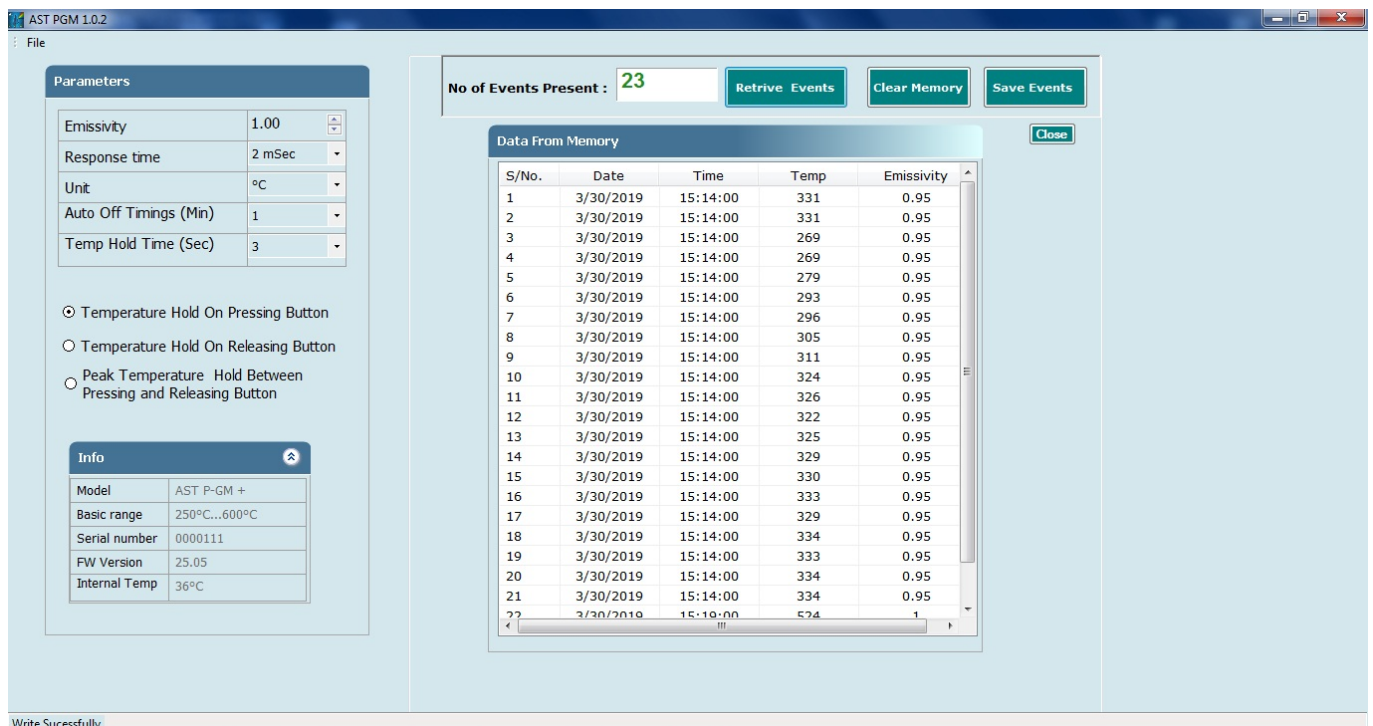 AST PGM 1.0.2
File
Parameters
Emissivity 1.00
Response time 2 mSec
Unit °C
Auto Off Timings (Min) 1
Temp Hold Time (Sec) 3
Temperature Hold On Pressing Button
Temperature Hold On Releasing Button
Peak Temperature Hold Between
Pressing and Releasing Button
Info
Model AST P-GM +
Basic range 250°C...600°C
Serial number 0000111
FW Version 25.05
Internal Temp 36°C
No of Events Present : 23 Retrive Events Clear Memory Save Events
Close
Data From Memory
S/No. Date Time Temp Emissivity
1 3/30/2019 15:14:00 331 0.95
2 3/30/2019 15:14:00 331 0.95
3 3/30/2019 15:14:00 269 0.95
4 3/30/2019 15:14:00 269 0.95
5 3/30/2019 15:14:00 279 0.95
6 3/30/2019 15:14:00 293 0.95
7 3/30/2019 15:14:00 296 0.95
8 3/30/2019 15:14:00 305 0.95
9 3/30/2019 15:14:00 311 0.95
10 3/30/2019 15:14:00 324 0.95
11 3/30/2019 15:14:00 326 0.95
12 3/30/2019 15:14:00 322 0.95
13 3/30/2019 15:14:00 325 0.95
14 3/30/2019 15:14:00 329 0.95
15 3/30/2019 15:14:00 330 0.95
16 3/30/2019 15:14:00 333 0.95
17 3/30/2019 15:14:00 329 0.95
18 3/30/2019 15:14:00 334 0.95
19 3/30/2019 15:14:00 333 0.95
20 3/30/2019 15:14:00 334 0.95
21 3/30/2019 15:14:00 334 0.95
22 3/30/2019 15:19:00 524 1
Write Sucessfully